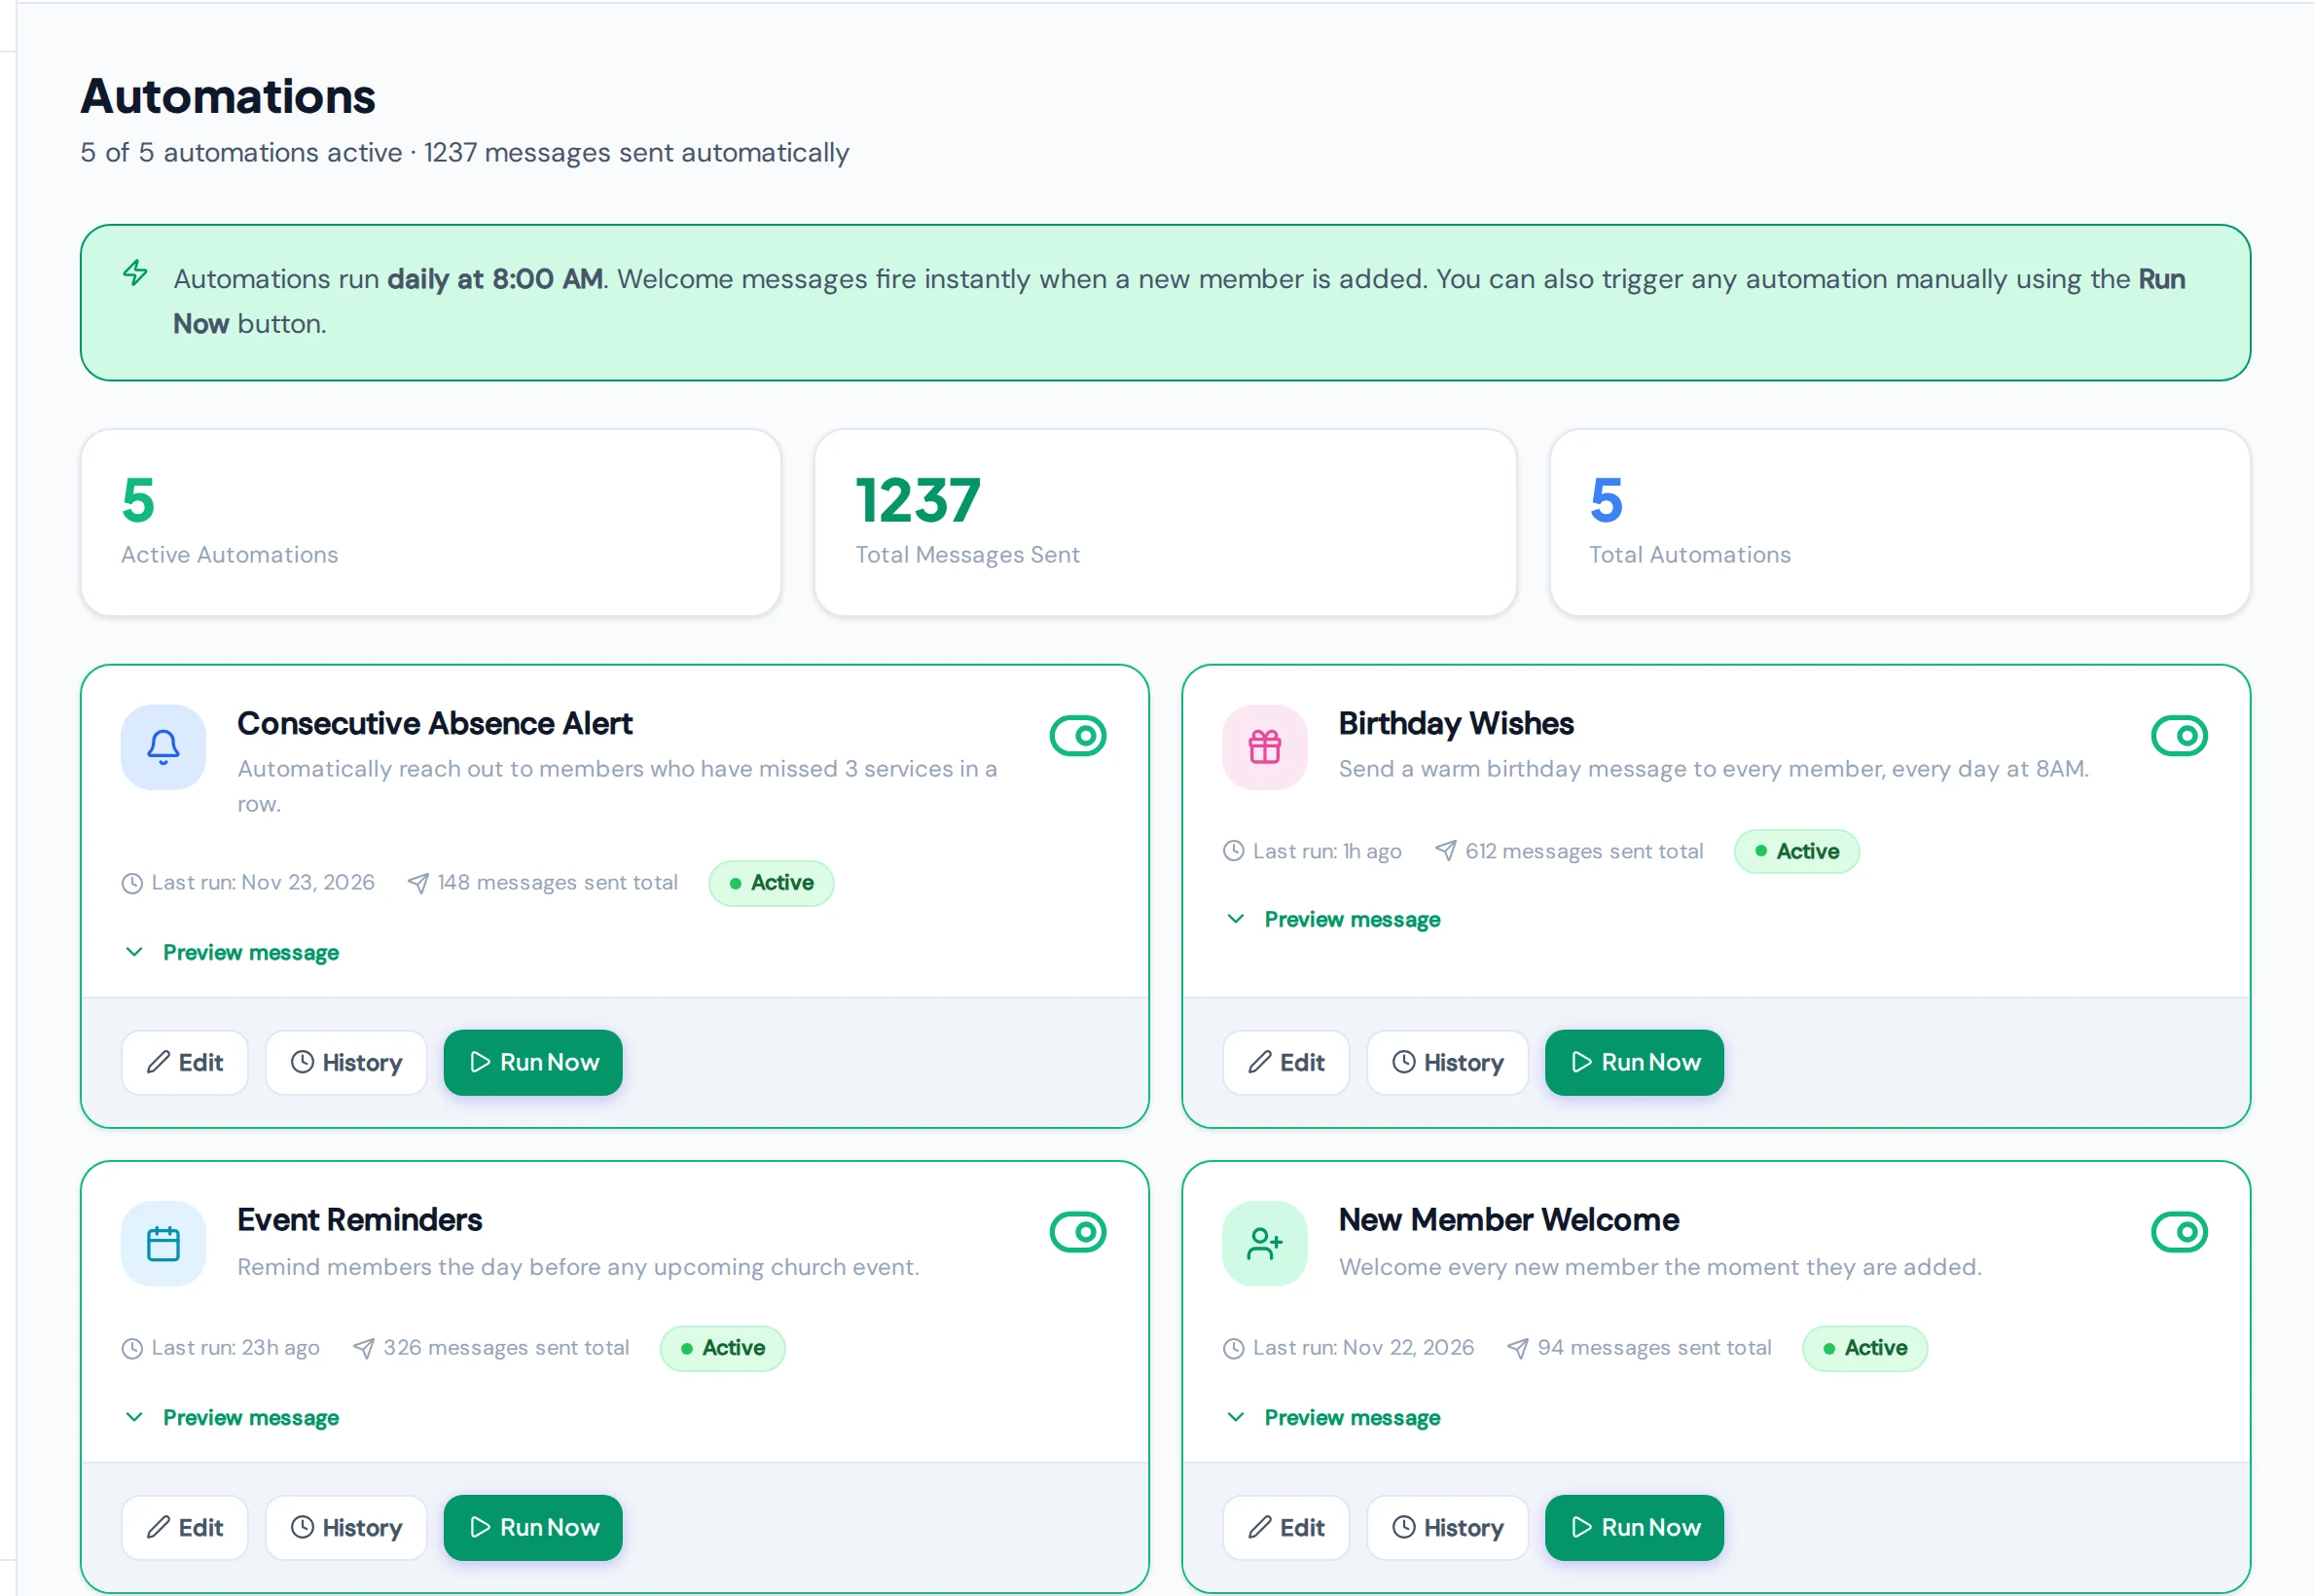 Automations
5 of 5 automations active · 1237 messages sent automatically
Automations run daily at 8:00 AM. Welcome messages fire instantly when a new member is added. You can also trigger any automation manually using the Run
Now button.
5
Active Automations
1237
Total Messages Sent
5
Total Automations
Consecutive Absence Alert
Automatically reach out to members who have missed 3 services in a
row.
Last run: Nov 23, 2026 148 messages sent total Active
Preview message
Edit History Run Now
Birthday Wishes
Send a warm birthday message to every member, every day at 8AM.
Last run: 1h ago 612 messages sent total Active
Preview message
Edit History Run Now
Event Reminders
Remind members the day before any upcoming church event.
Last run: 23h ago 326 messages sent total Active
Preview message
Edit History Run Now
New Member Welcome
Welcome every new member the moment they are added.
Last run: Nov 22, 2026 94 messages sent total Active
Preview message
Edit History Run Now